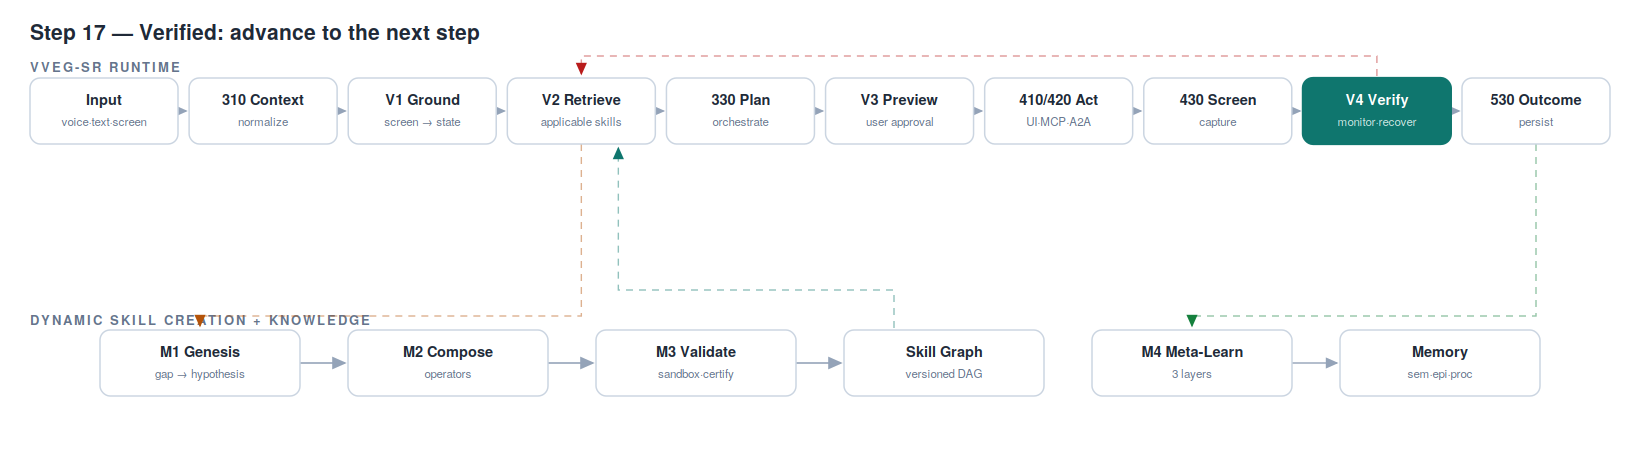 Step 17 — Verified: advance to the next step
VVEG-SR RUNTIME
Input
voice·text·screen
310 Context
normalize
V1 Ground
screen → state
V2 Retrieve
applicable skills
330 Plan
orchestrate
V3 Preview
user approval
410/420 Act
UI·MCP·A2A
430 Screen
capture
V4 Verify
monitor·recover
530 Outcome
persist
DYNAMIC SKILL CREATION + KNOWLEDGE
M1 Genesis
gap → hypothesis
M2 Compose
operators
M3 Validate
sandbox·certify
Skill Graph
versioned DAG
M4 Meta-Learn
3 layers
Memory
sem·epi·proc